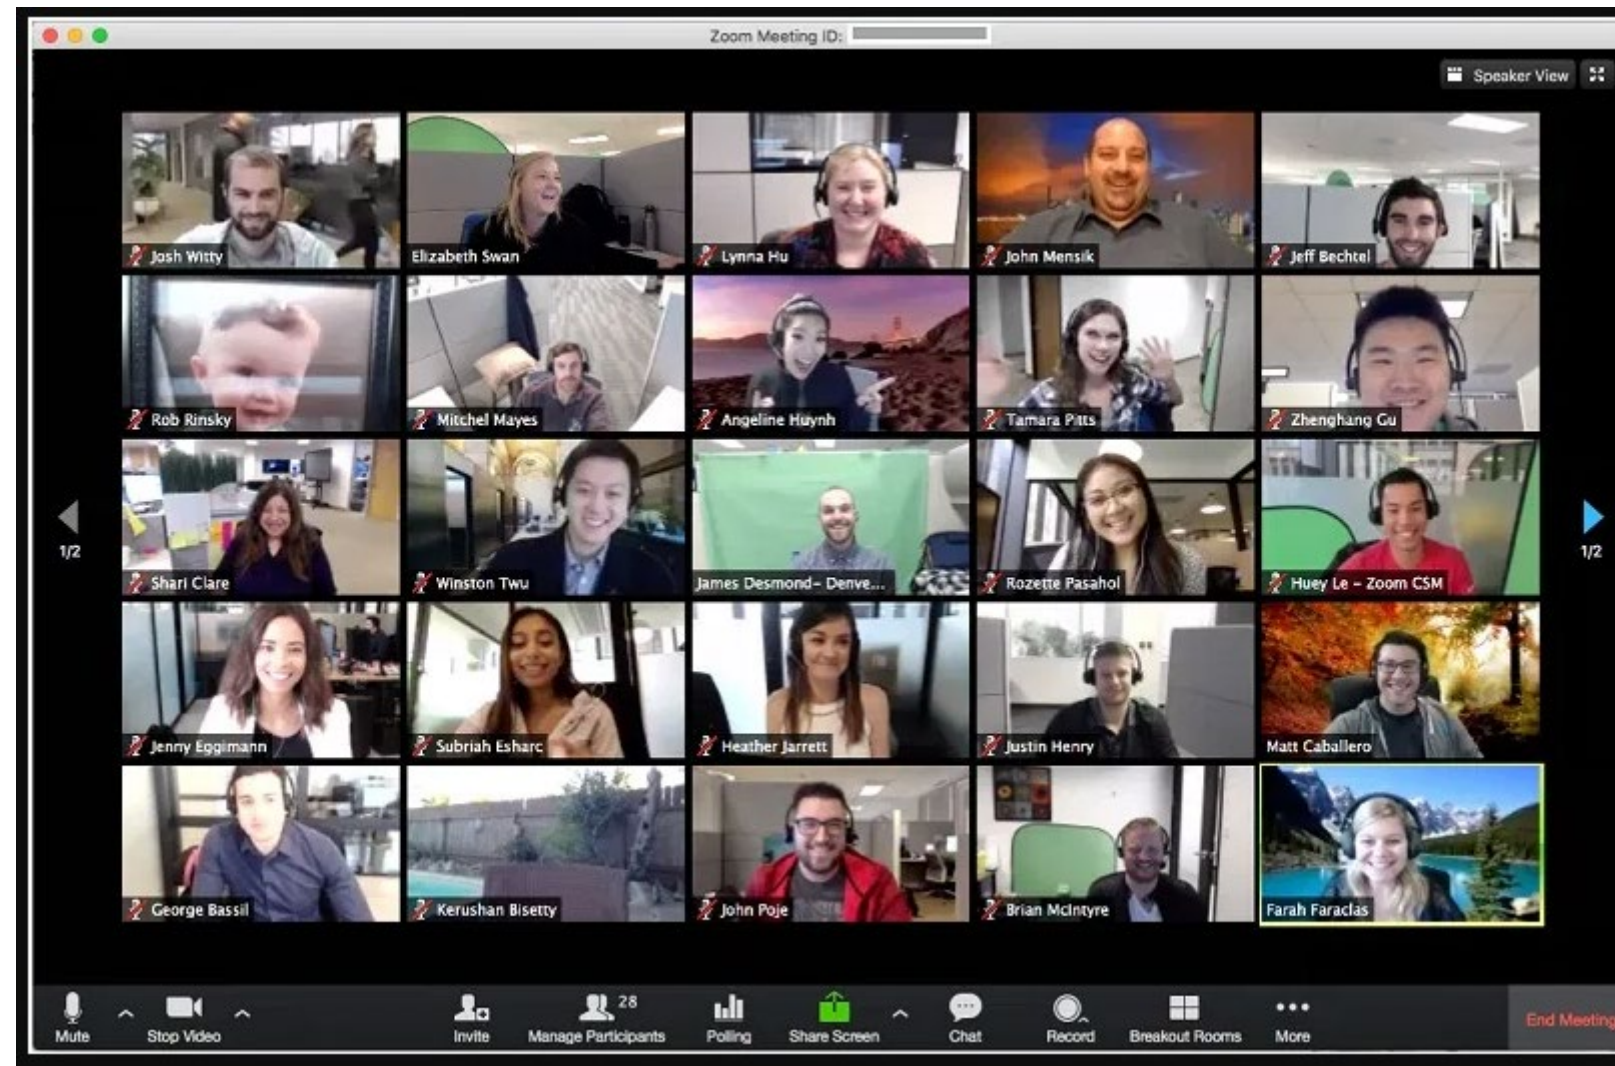 Zoom Meeting ID:
Speaker View
Josh Witty
Elizabeth Swan
Lynna Hu
John Mensik
Jeff Bechtel
Rob Rinsky
Mitchel Mayes
Angeline Huynh
Tamara Pitts
Zhenghang Gu
1/2
Shari Clare
Winston Twu
James Desmond- Denve...
Rozette Pasahol
Huey Le - Zoom CSM
1/2
Jenny Eggimann
Subriah Esharc
Heather Jarrett
Justin Henry
Matt Caballero
George Bassil
Kerushan Bisetty
John Poje
Brian McIntyre
Farah Faraclas
Mute
Stop Video
Invite
28
Manage Participants
Polling
Share Screen
Chat
Record
Breakout Rooms
More
End Meeting